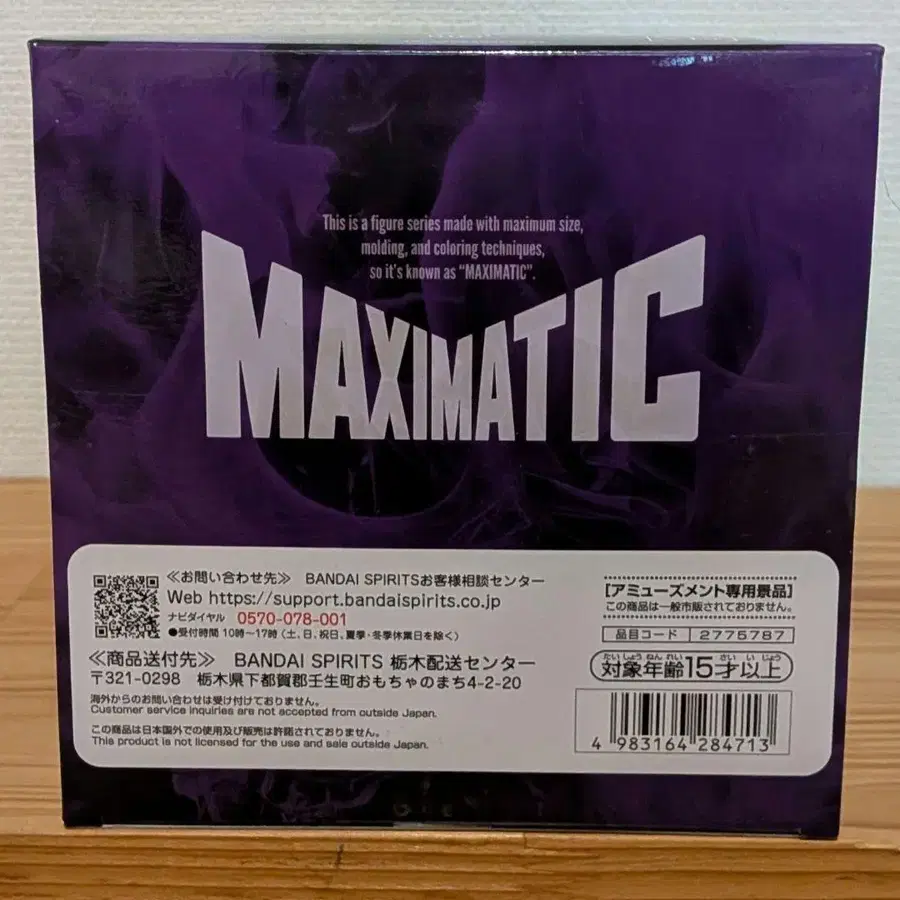 This is a figure series made with maximum size,
molding, and coloring techniques,
so it's known as "MAXIMATIC".
MAXIMATIC
≪お問い合わせ先≫ BANDAI SPIRITSお客様相談センター
Web https://support.bandaispirits.co.jp
ナビダイヤル 0570-078-001
●受付時間 10時〜17時(土、日、祝日、夏季・冬季休業日を除く)
≪商品送付先≫ BANDAI SPIRITS 栃木配送センター
〒321-0298 栃木県下都賀郡壬生町おもちゃのまち4-2-20
海外からのお問い合わせは受け付けておりません。
Customer service inquiries are not accepted from outside Japan.
この商品は日本国外での使用及び販売は許諾されておりません。
This product is not licensed for the use and sale outside Japan.
[アミューズメント専用景品]
この商品は一般市販されておりません。
品目コード 2775787
たいしょうねんれい さいいじょう
対象年齢15才以上
4 983164 284713